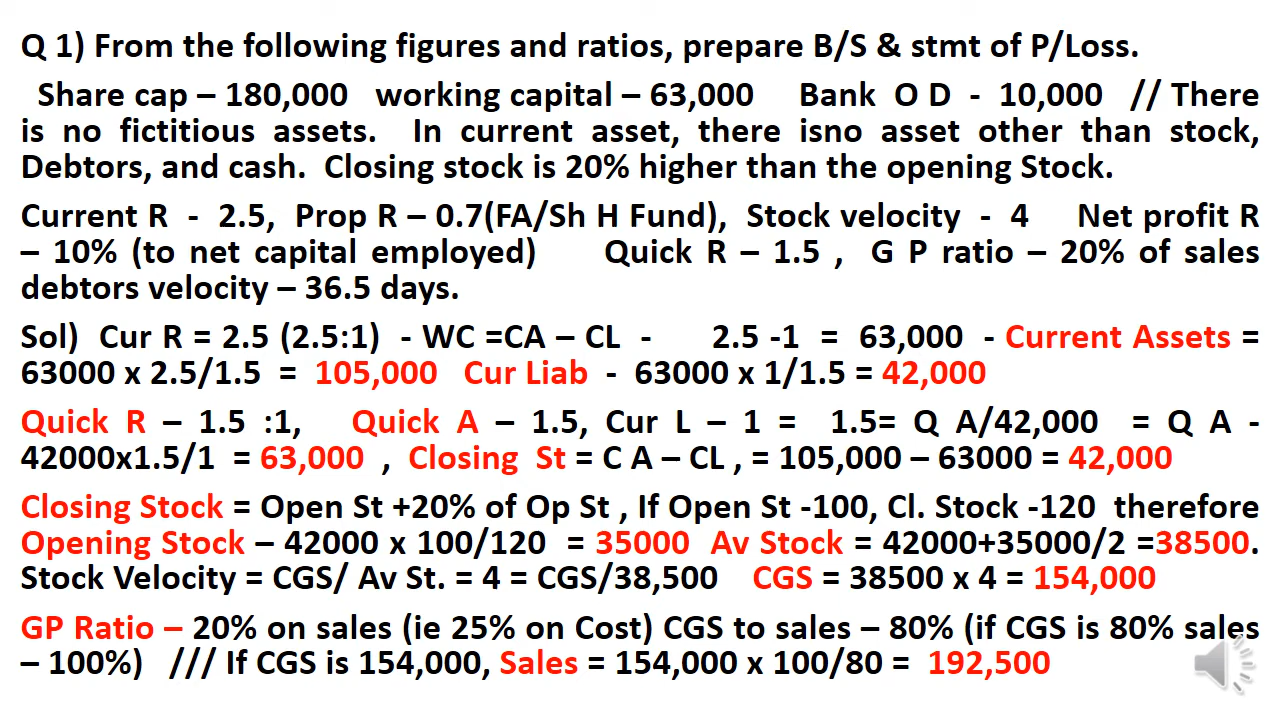 Q 1) From the following figures and ratios, prepare B/S & stmt of P/Loss.
Share cap – 180,000 working capital – 63,000 Bank O D - 10,000 // There
is no fictitious assets. In current asset, there isno asset other than stock,
Debtors, and cash. Closing stock is 20% higher than the opening Stock.
Current R - 2.5, Prop R – 0.7(FA/Sh H Fund), Stock velocity - 4 Net profit R
– 10% (to net capital employed) Quick R – 1.5 , G P ratio – 20% of sales
debtors velocity – 36.5 days.
Sol) Cur R = 2.5 (2.5:1) - WC =CA – CL - 2.5 -1 = 63,000 - Current Assets =
63000 x 2.5/1.5 = 105,000 Cur Liab - 63000 x 1/1.5 = 42,000
Quick R – 1.5 :1, Quick A – 1.5, Cur L – 1 = 1.5= Q A/42,000 = Q A -
42000x1.5/1 = 63,000 , Closing St = C A – CL , = 105,000 – 63000 = 42,000
Closing Stock = Open St +20% of Op St , If Open St -100, Cl. Stock -120 therefore
Opening Stock – 42000 x 100/120 = 35000 Av Stock = 42000+35000/2 =38500.
Stock Velocity = CGS/ Av St. = 4 = CGS/38,500 CGS = 38500 x 4 = 154,000
GP Ratio – 20% on sales (ie 25% on Cost) CGS to sales – 80% (if CGS is 80% sales
– 100%) /// If CGS is 154,000, Sales = 154,000 x 100/80 = 192,500